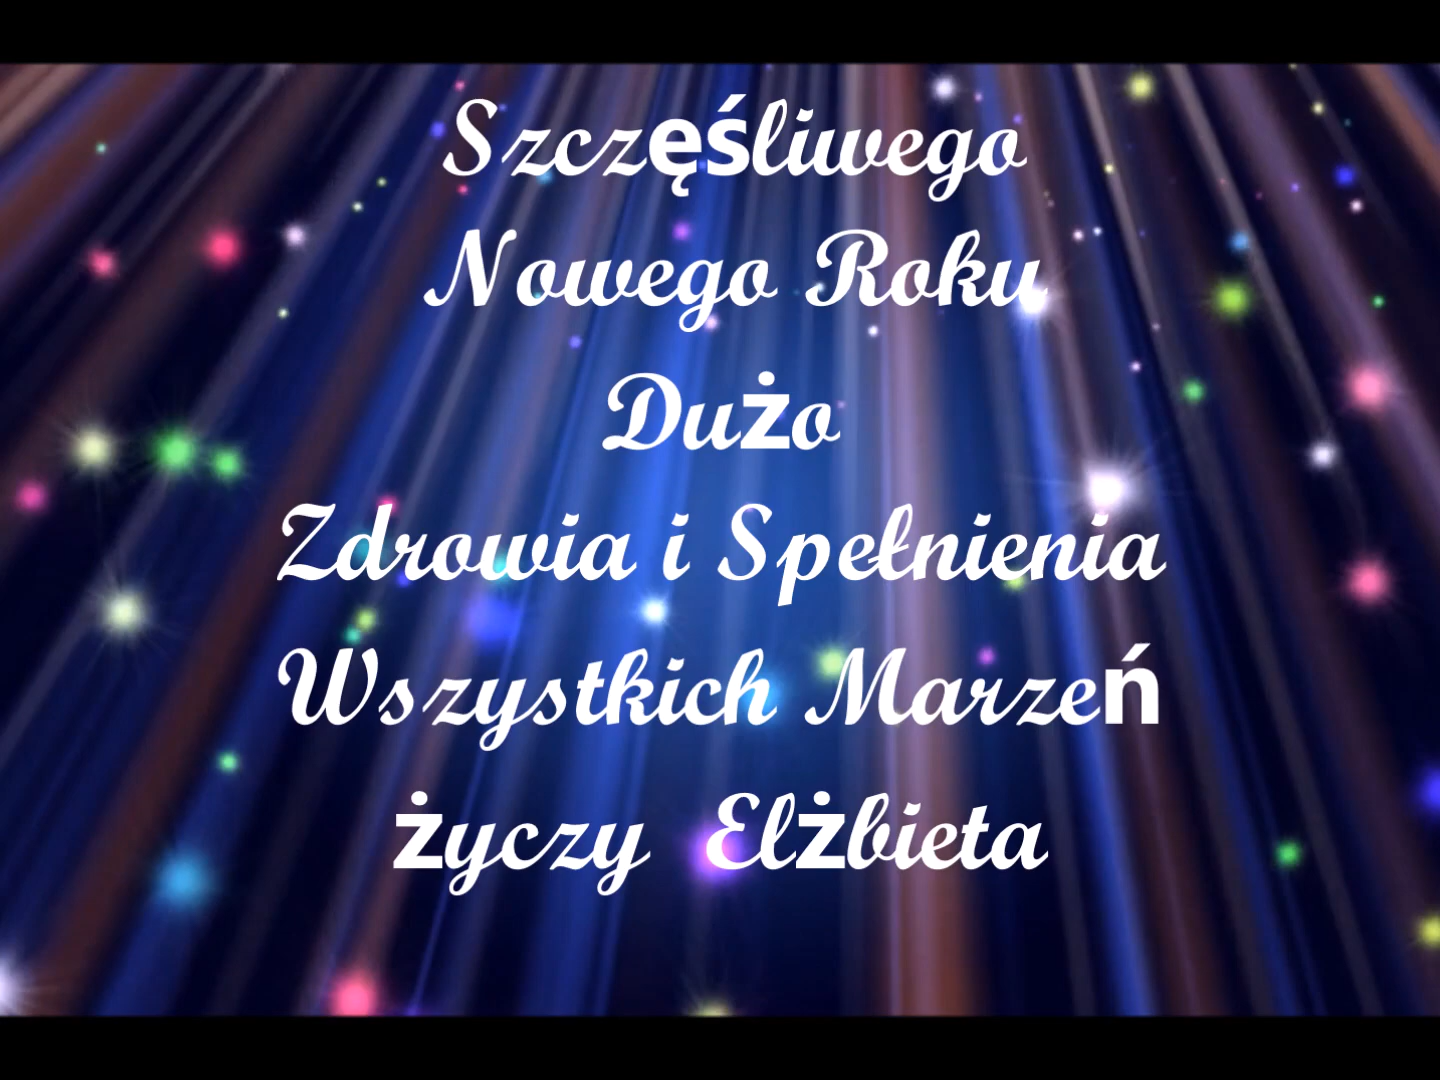 Szczęśliwego
Nowego Roku
Dużo
Zdrowia i Spełnienia
Wszystkich Marzeń
życzy Elżbieta